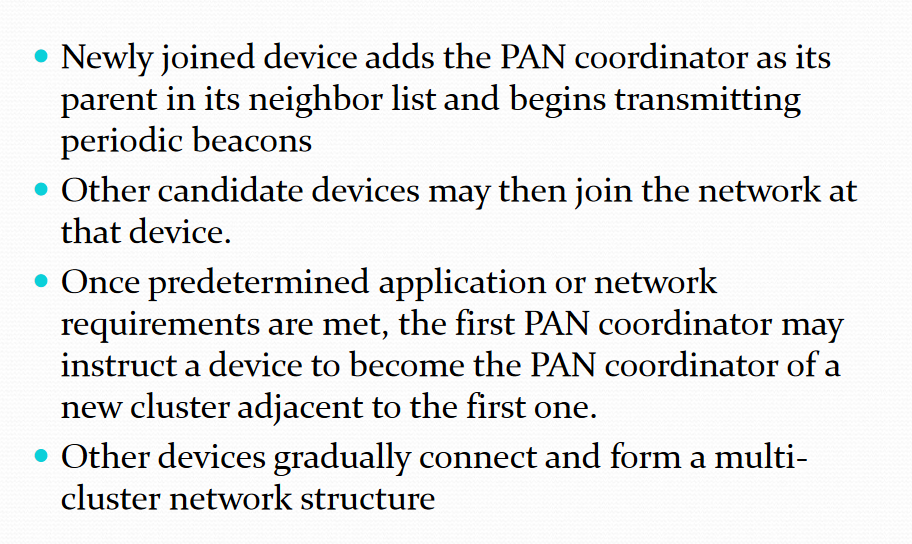 • Newly joined device adds the PAN coordinator as its
parent in its neighbor list and begins transmitting
periodic beacons
• Other candidate devices may then join the network at
that device.
• Once predetermined application or network
requirements are met, the first PAN coordinator may
instruct a device to become the PAN coordinator of a
new cluster adjacent to the first one.
• Other devices gradually connect and form a multi-
cluster network structure